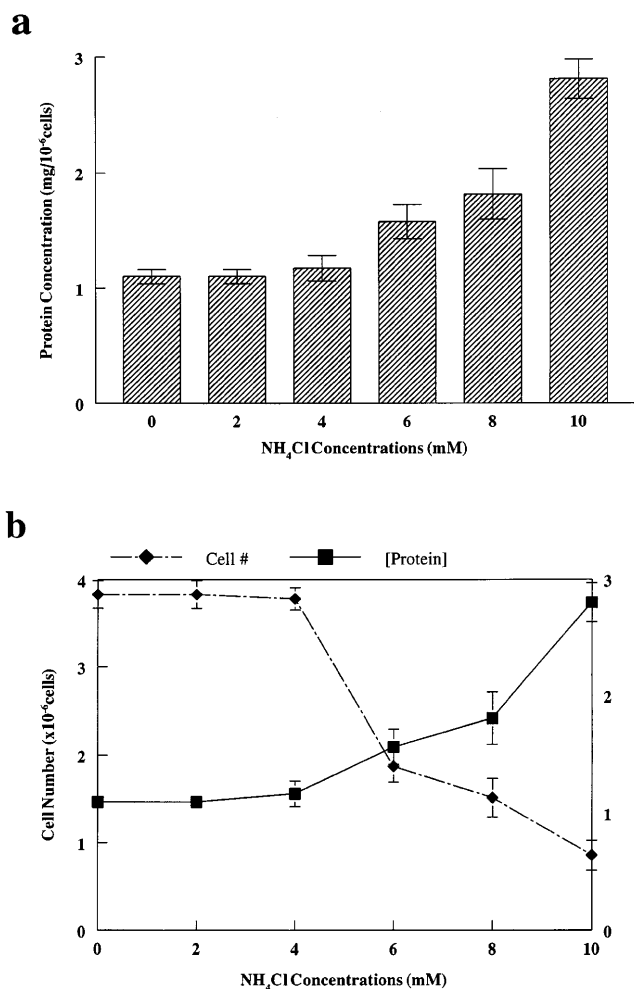 a
Protein Concentration (mg/10⁻⁶cells)
3
2
1
0
0 2 4 6 8 10
NH₄Cl Concentrations (mM)
b
Cell # [Protein]
Cell Number (x10⁻⁶cells)
4
3
2
1
0
3
2
1
0
0 2 4 6 8 10
NH₄Cl Concentrations (mM)